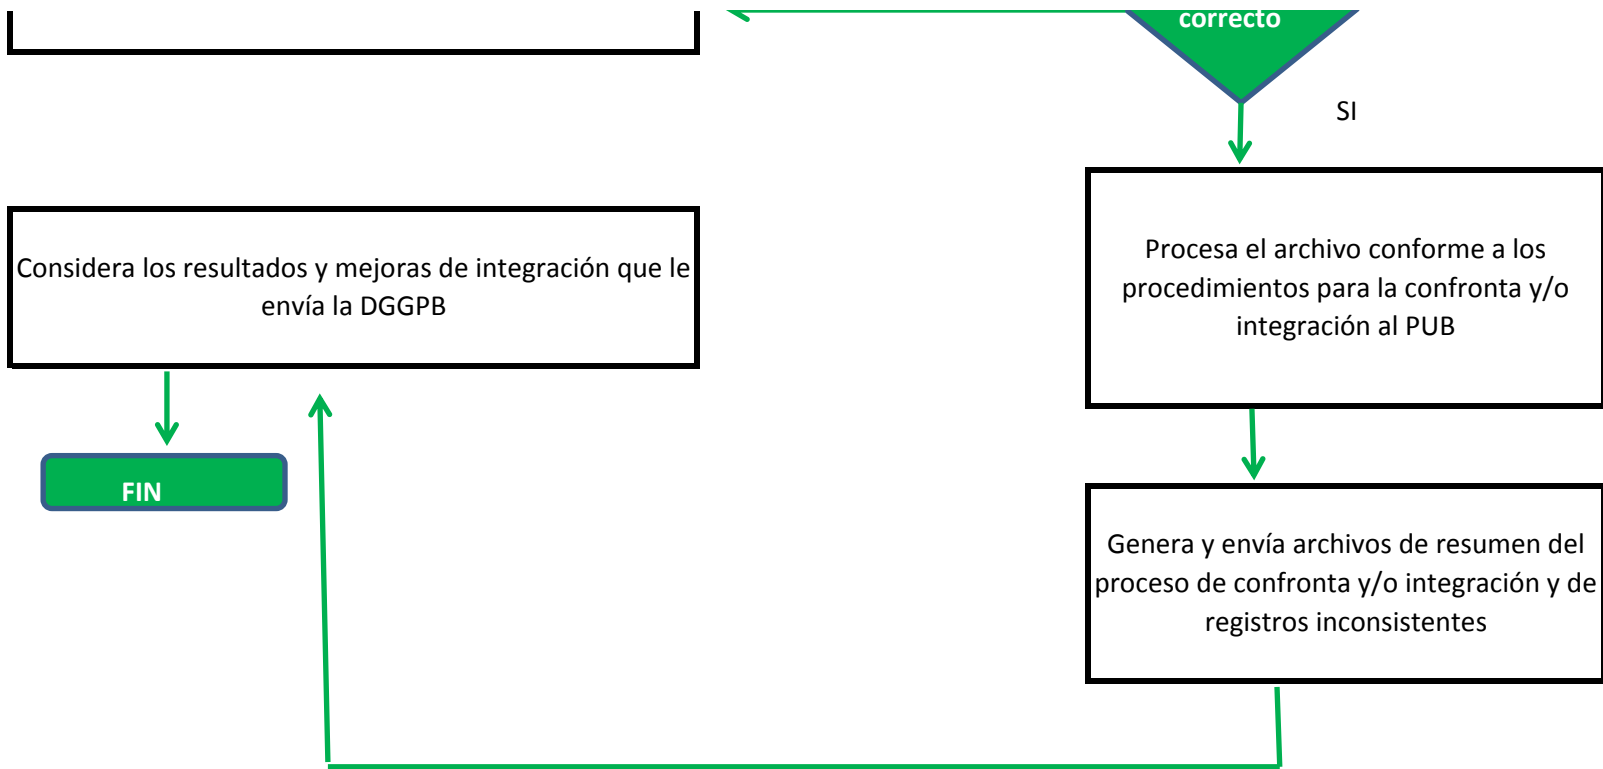 correcto
SI
Procesa el archivo conforme a los
procedimientos para la confronta y/o
integración al PUB
Considera los resultados y mejoras de integración que le
envía la DGGPB
FIN
Genera y envía archivos de resumen del
proceso de confronta y/o integración y de
registros inconsistentes